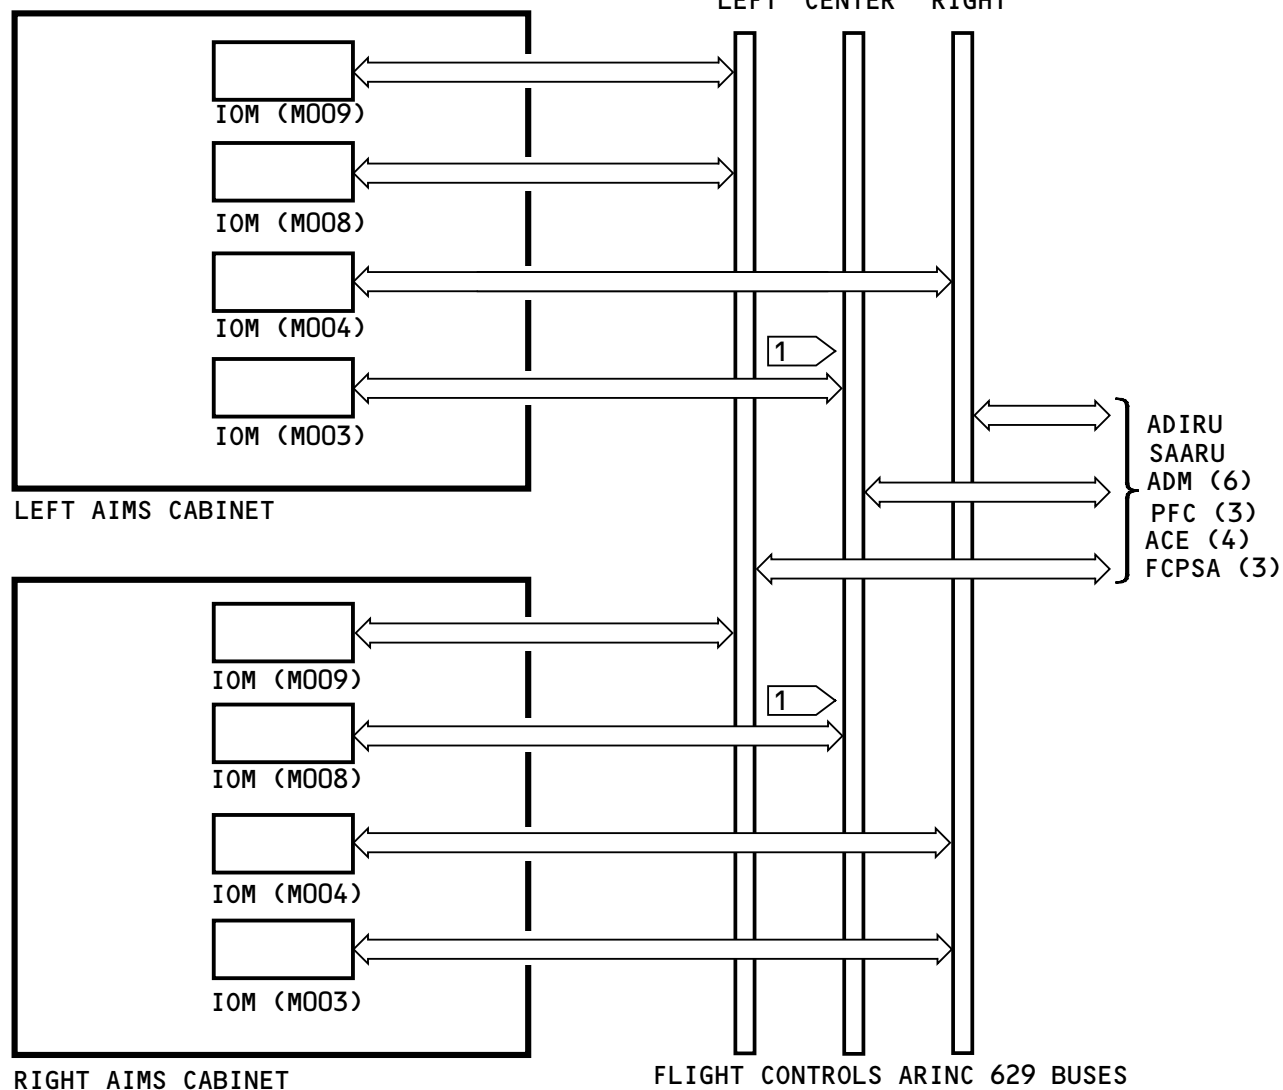 LEFT CENTER RIGHT
IOM (M009)
IOM (M008)
IOM (M004)
1
IOM (M003)
LEFT AIMS CABINET
ADIRU
SAARU
ADM (6)
PFC (3)
ACE (4)
FCPSA (3)
IOM (M009)
1
IOM (M008)
IOM (M004)
IOM (M003)
RIGHT AIMS CABINET
FLIGHT CONTROLS ARINC 629 BUSES